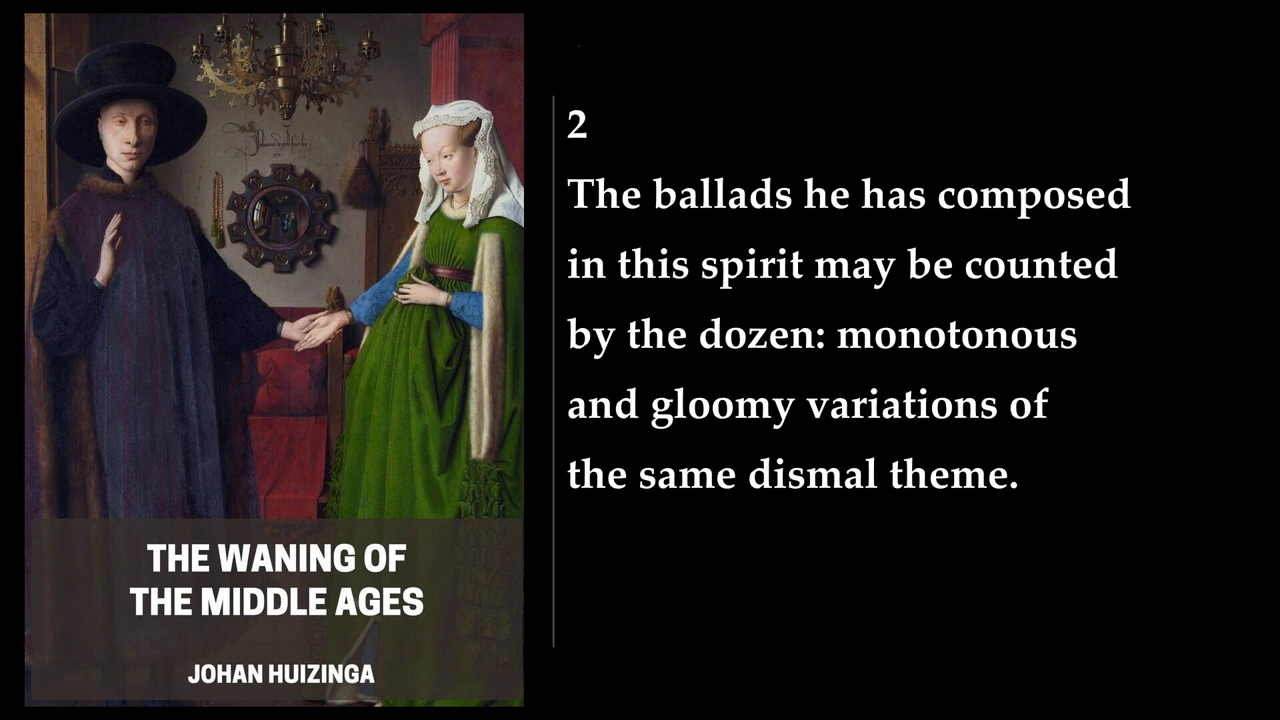 THE WANING OF
THE MIDDLE AGES
JOHAN HUIZINGA
2
The ballads he has composed
in this spirit may be counted
by the dozen: monotonous
and gloomy variations of
the same dismal theme.